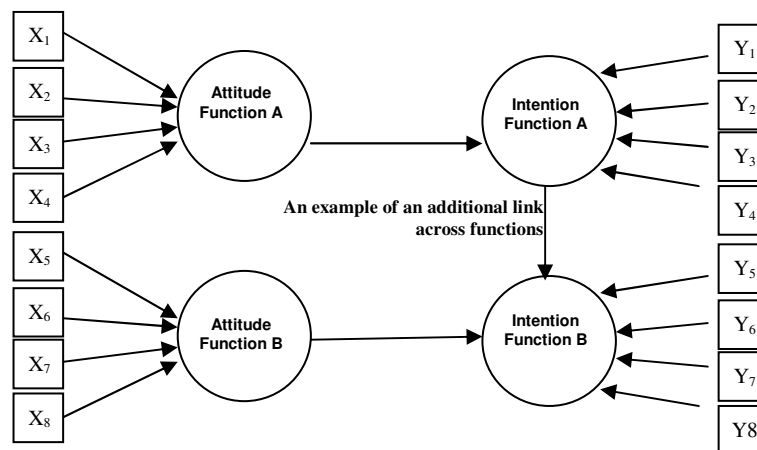 X₁
X₂
X₃
X₄
Attitude
Function A
Intention
Function A
Y₁
Y₂
Y₃
Y₄
An example of an additional link
across functions
X₅
X₆
X₇
X₈
Attitude
Function B
Intention
Function B
Y₅
Y₆
Y₇
Y8